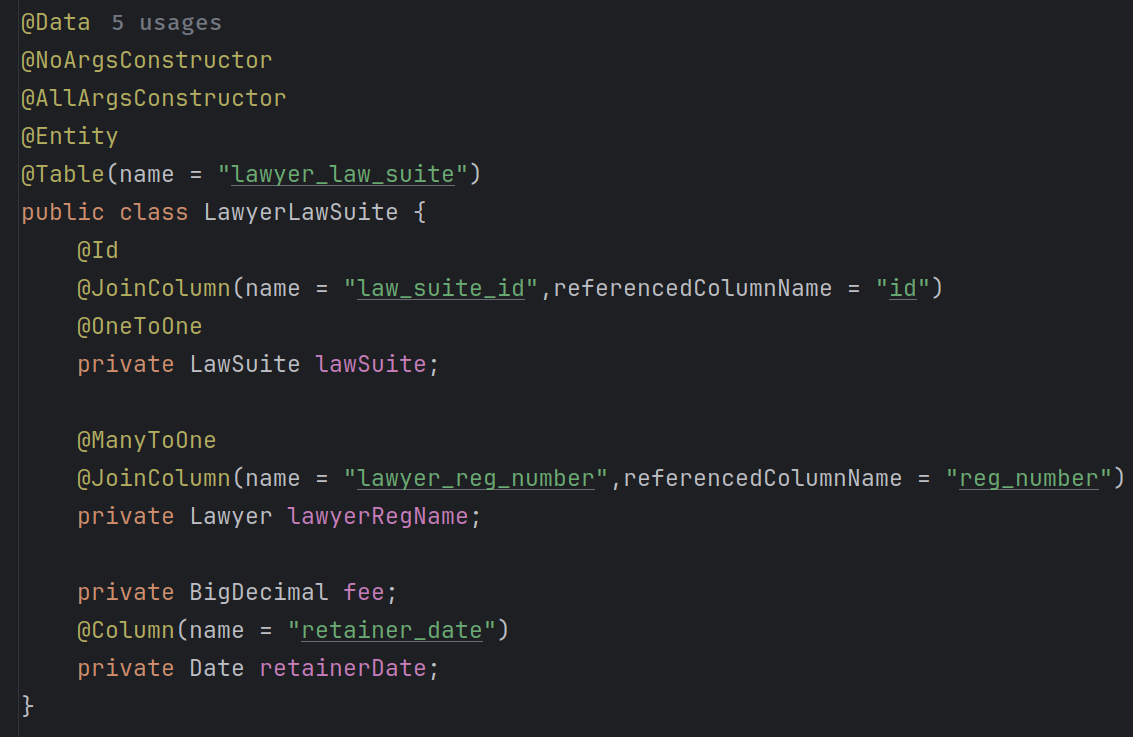 @Data 5 usages
@NoArgsConstructor
@AllArgsConstructor
@Entity
@Table(name = "lawyer_law_suite")
public class LawyerLawSuite {
    @Id
    @JoinColumn(name = "law_suite_id",referencedColumnName = "id")
    @OneToOne
    private LawSuite lawSuite;

    @ManyToOne
    @JoinColumn(name = "lawyer_reg_number",referencedColumnName = "reg_number")
    private Lawyer lawyerRegName;

    private BigDecimal fee;
    @Column(name = "retainer_date")
    private Date retainerDate;
}